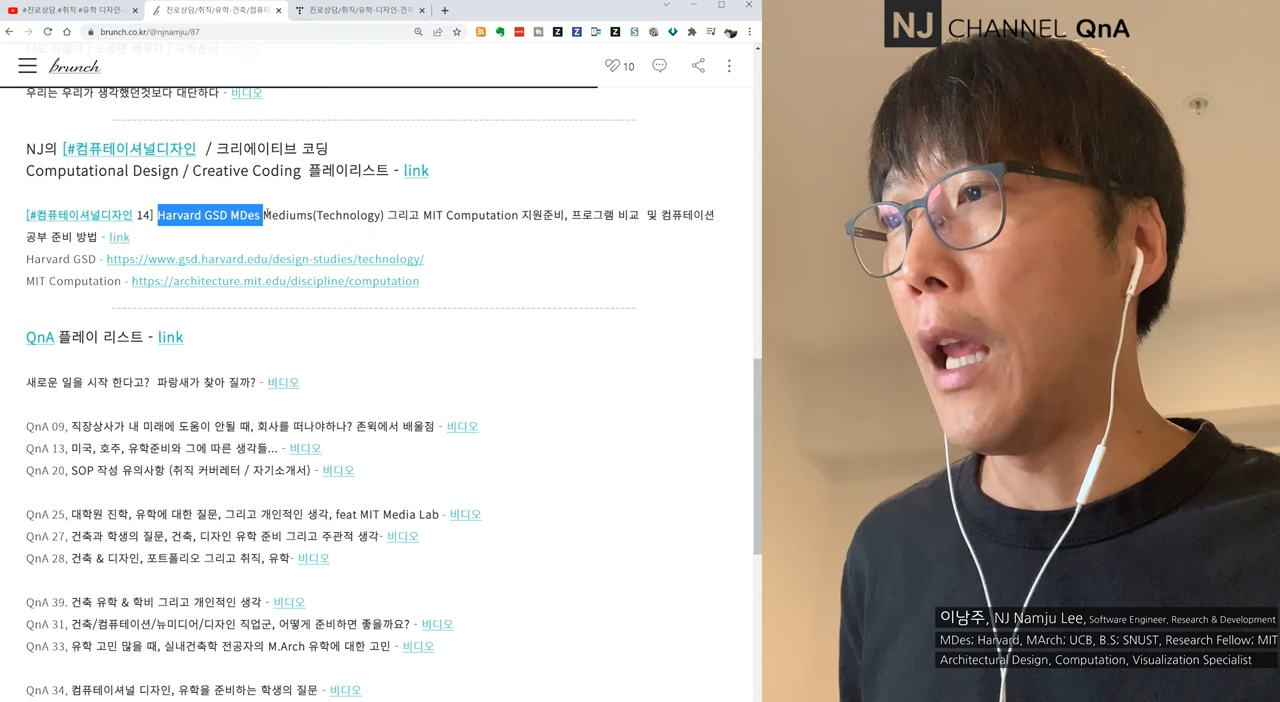 #진로상담 #취직 #유학 디자인-
진로상담/취직/유학-건축/컴퓨터
진로상담/취직/유학-디자인-건축
brunch.co.kr/@njnamju/87
brunch
10
우리는 우리가 생각했던것보다 대단하다 - 비디오
NJ의 [#컴퓨테이셔널디자인 / 크리에이티브 코딩
Computational Design / Creative Coding 플레이리스트 - link
[#컴퓨테이셔널디자인 14] Harvard GSD MDes Mediums(Technology) 그리고 MIT Computation 지원준비, 프로그램 비교 및 컴퓨테이션
공부 준비 방법 - link
Harvard GSD - https://www.gsd.harvard.edu/design-studies/technology/
MIT Computation - https://architecture.mit.edu/discipline/computation
QnA 플레이 리스트 - link
새로운 일을 시작 한다고? 파랑새가 찾아 질까? - 비디오
QnA 09, 직장상사가 내 미래에 도움이 안될 때, 회사를 떠나야하나? 존윅에서 배울점 - 비디오
QnA 13, 미국, 호주, 유학준비와 그에 따른 생각들... - 비디오
QnA 20, SOP 작성 유의사항 (취직 커버레터 / 자기소개서) - 비디오
QnA 25, 대학원 진학, 유학에 대한 질문, 그리고 개인적인 생각, feat MIT Media Lab - 비디오
QnA 27, 건축과 학생의 질문, 건축, 디자인 유학 준비 그리고 주관적 생각- 비디오
QnA 28, 건축 & 디자인, 포트폴리오 그리고 취직, 유학- 비디오
QnA 39. 건축 유학 & 학비 그리고 개인적인 생각 - 비디오
QnA 31, 건축/컴퓨테이션/뉴미디어/디자인 직업군, 어떻게 준비하면 좋을까요? - 비디오
QnA 33, 유학 고민 많을 때, 실내건축학 전공자의 M.Arch 유학에 대한 고민 - 비디오
QnA 34, 컴퓨테이셔널 디자인, 유학을 준비하는 학생의 질문 - 비디오
NJ CHANNEL QnA
이남주, NJ Namju Lee, Software Engineer, Research & Development
MDes; Harvard, MArch; UCB, B.S; SNUST, Research Fellow; MIT
Architectural Design, Computation, Visualization Specialist